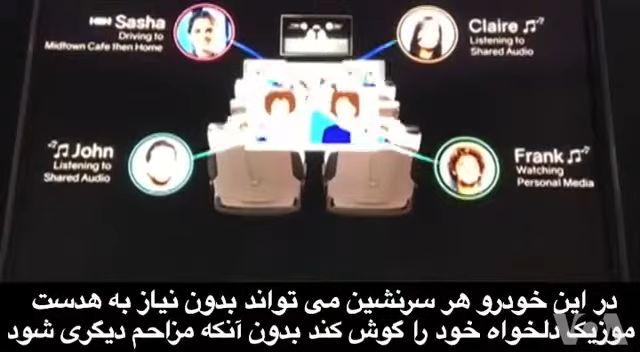 Sasha
Driving to
Midtown Cafe then Home
Claire
Listening to
Shared Audio
John
Listening to
Shared Audio
Frank
Watching
Personal Media
در این خودرو هر سرنشین می تواند بدون نیاز به هدست
موزیک دلخواه خود را کوش کند بدون آنکه مزاحم دیگری شود
VOA